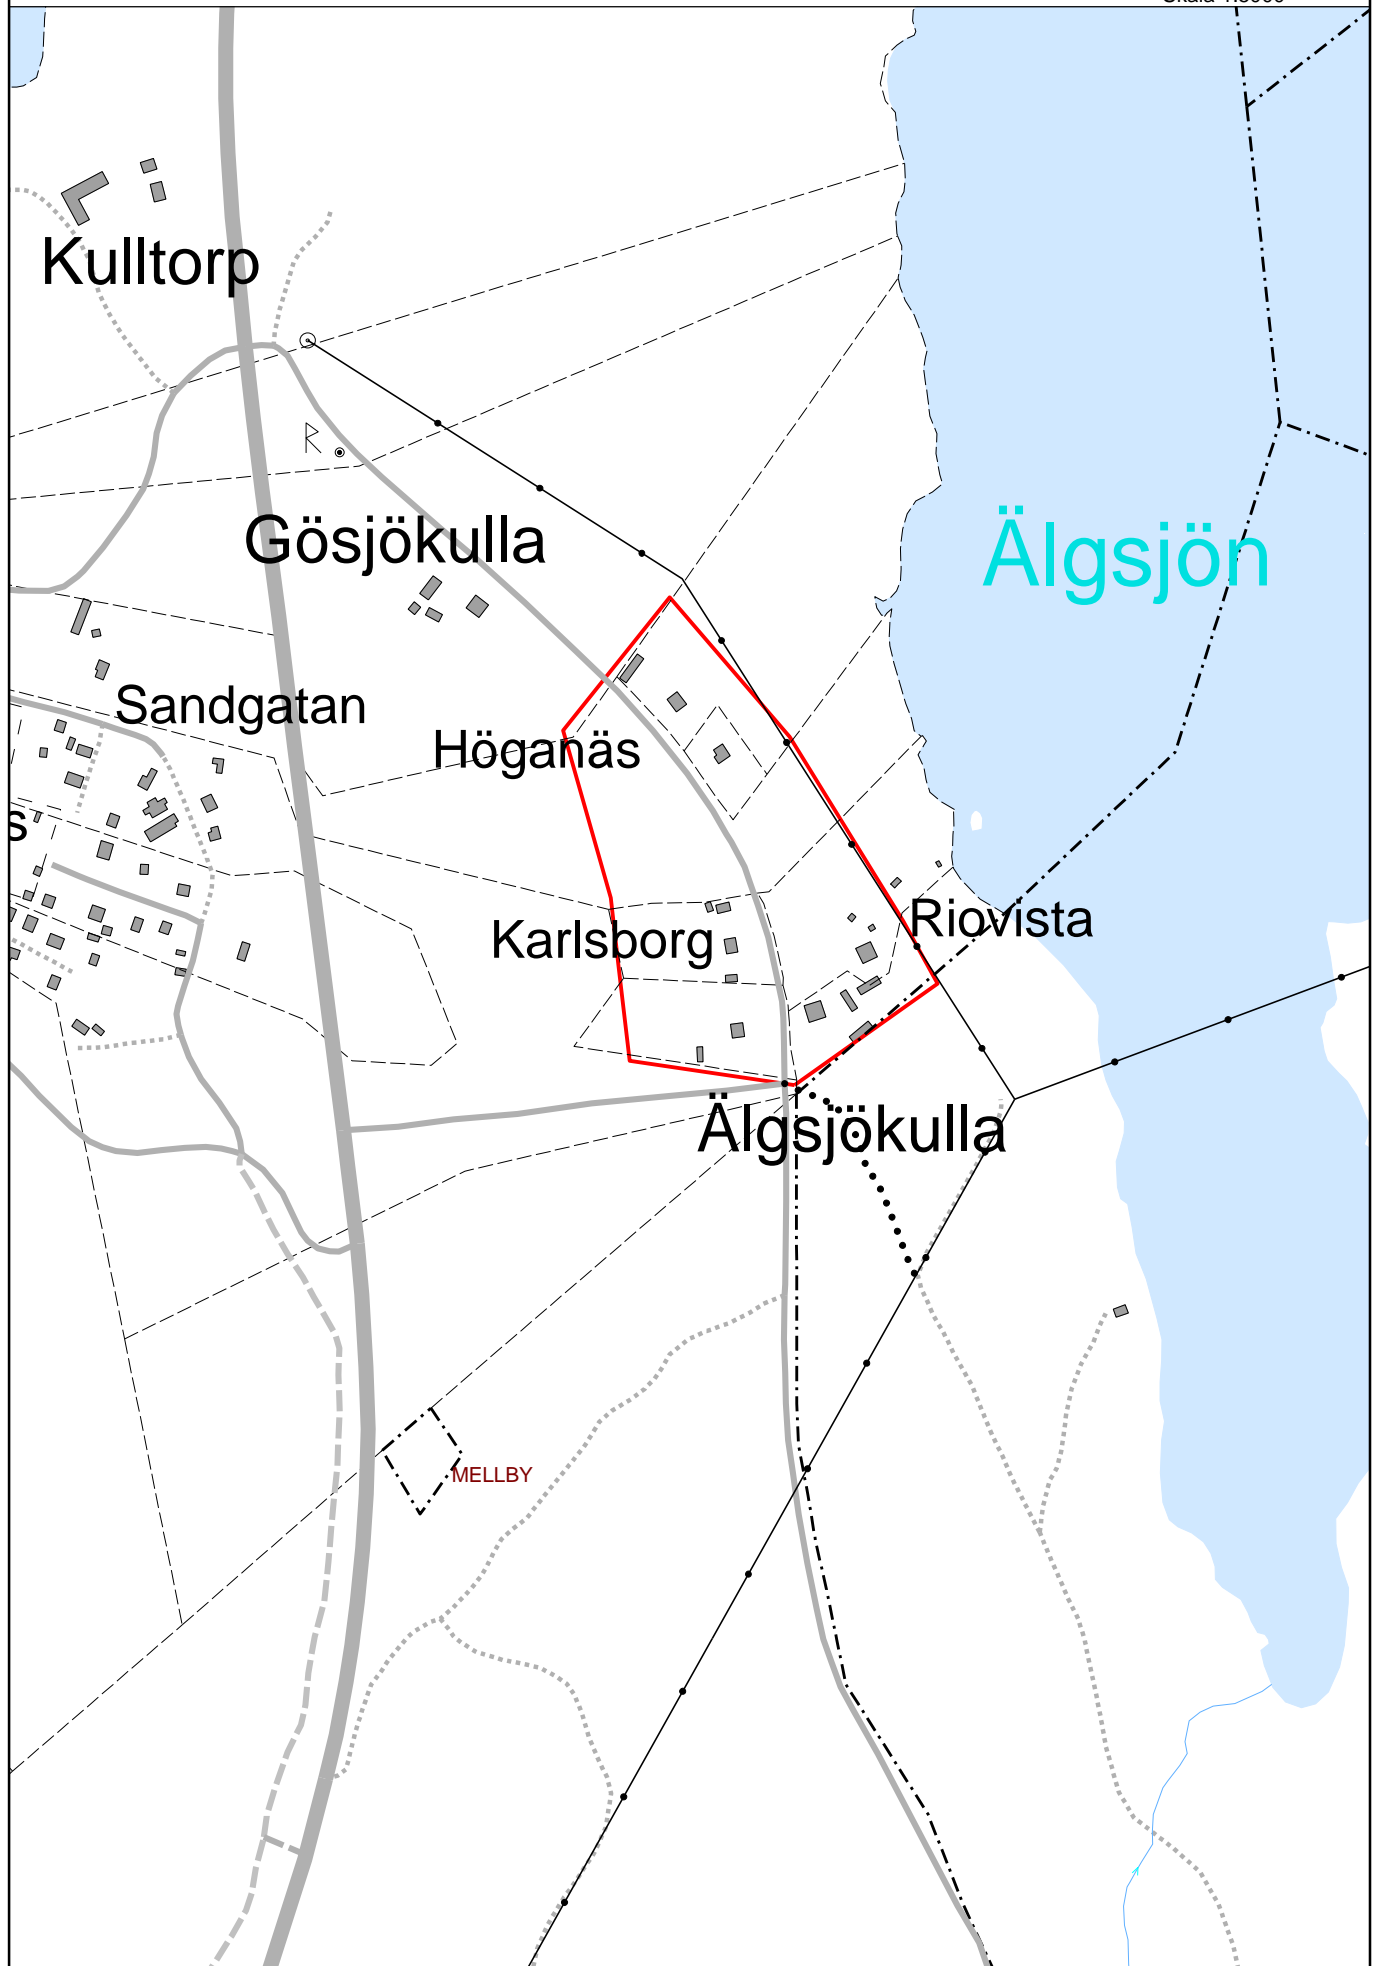 Kulltorp
R
Gösjökulla
Älgsjön
Sandgatan
Höganäs
s
Riovista
Karlsborg
Älgsjökulla
MELLBY